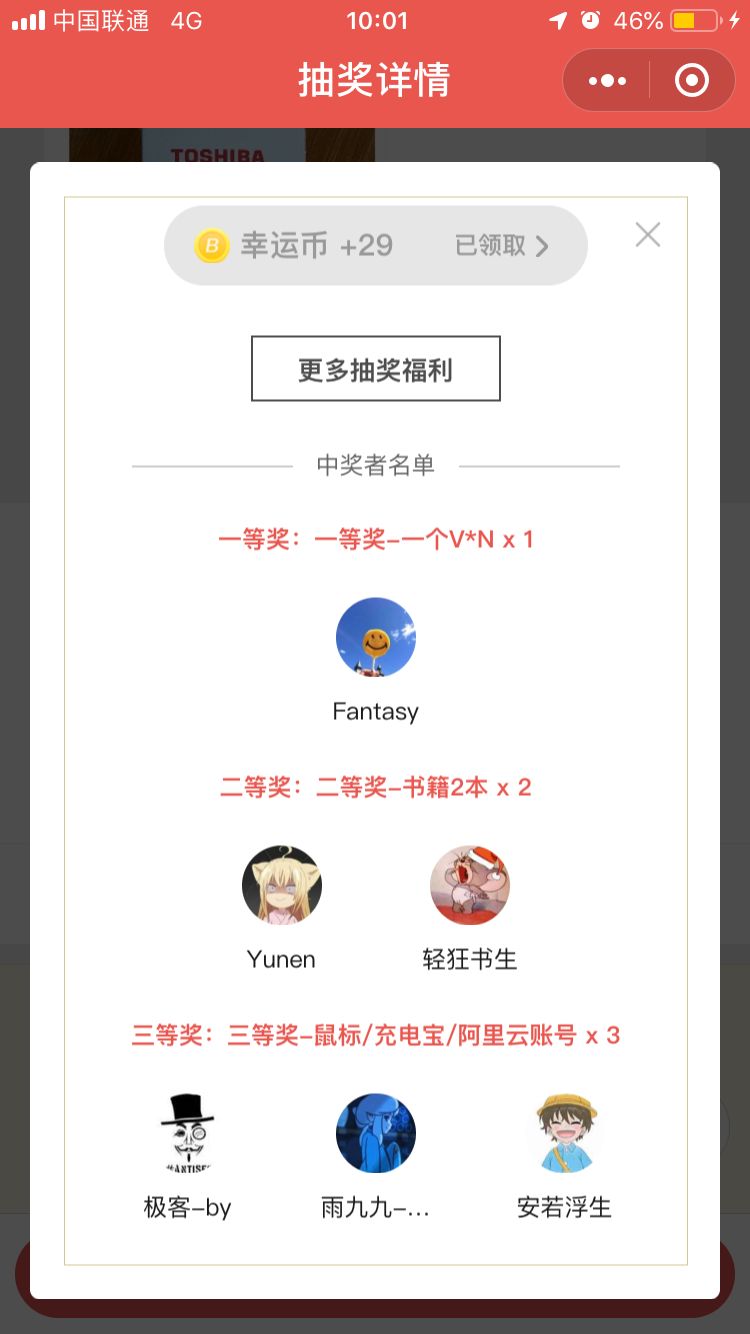 中国联通 4G 10:01 46%
抽奖详情
TOSHIBA
B 幸运币 +29 已领取
更多抽奖福利
中奖者名单
一等奖：一等奖-一个V*N x 1
Fantasy
二等奖：二等奖-书籍2本 x 2
Yunen 轻狂书生
三等奖：三等奖-鼠标/充电宝/阿里云账号 x 3
#ANTISE
极客-by 雨九九-... 安若浮生